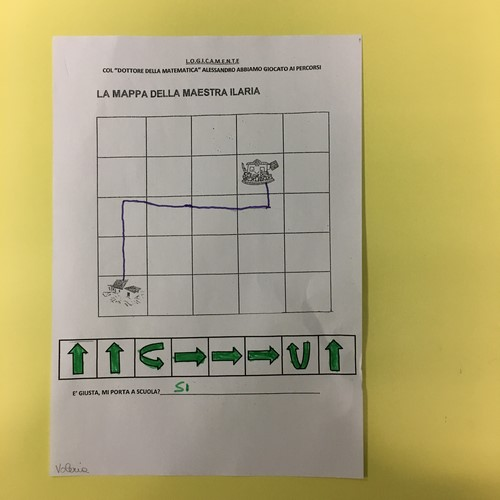 L.O.G.I.C.A.M.E.N.T.E
COL "DOTTORE DELLA MATEMATICA" ALESSANDRO ABBIAMO GIOCATO AI PERCORSI
LA MAPPA DELLA MAESTRA ILARIA
E' GIUSTA, MI PORTA A SCUOLA? SI
Valeria